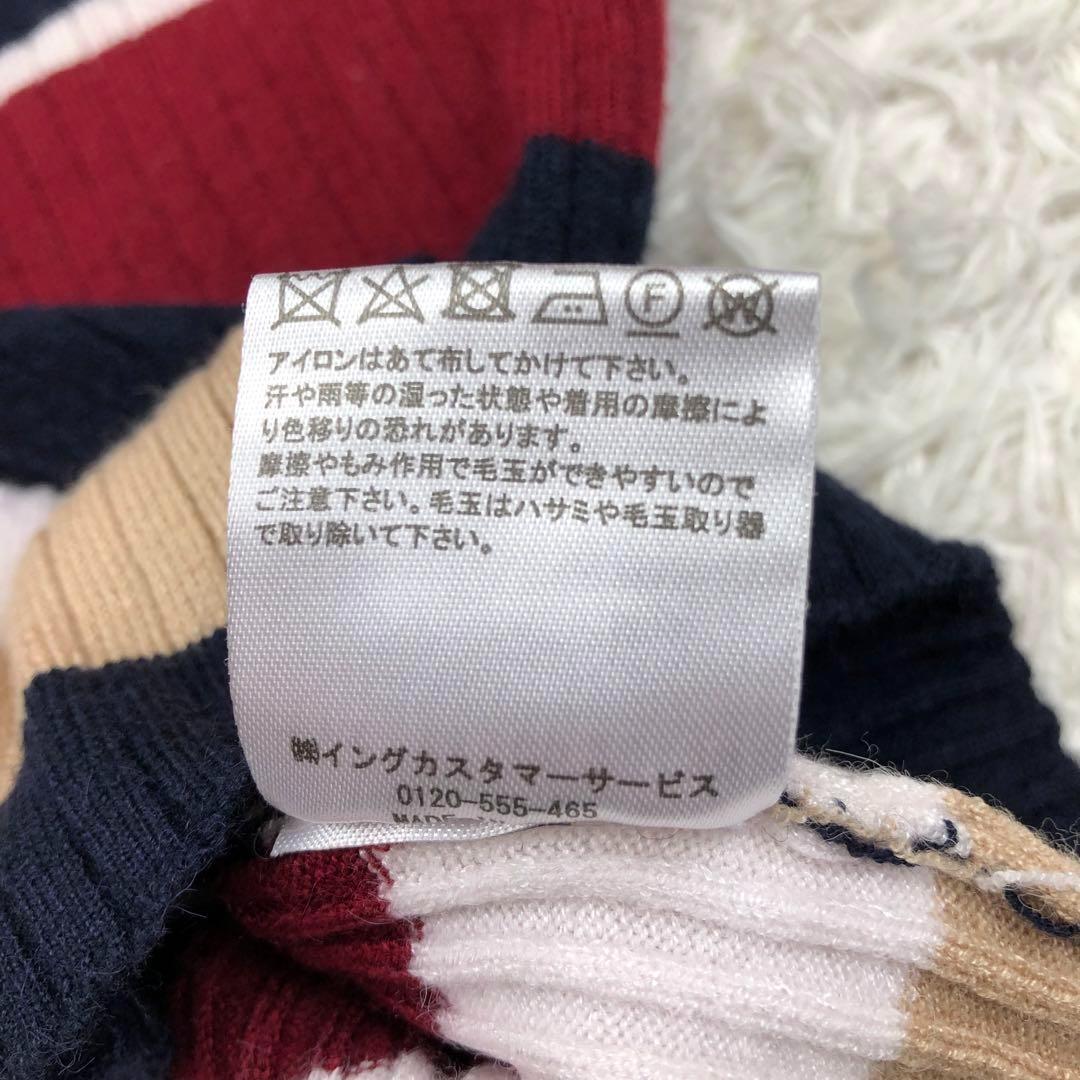 F W
アイロンはあて布してかけて下さい。
汗や雨等の湿った状態や着用の摩擦によ
り色移りの恐れがあります。
摩擦やもみ作用で毛玉ができやすいので
ご注意下さい。毛玉はハサミや毛玉取り器
で取り除いて下さい。
㈱イングカスタマーサービス
0120-555-465
MADE